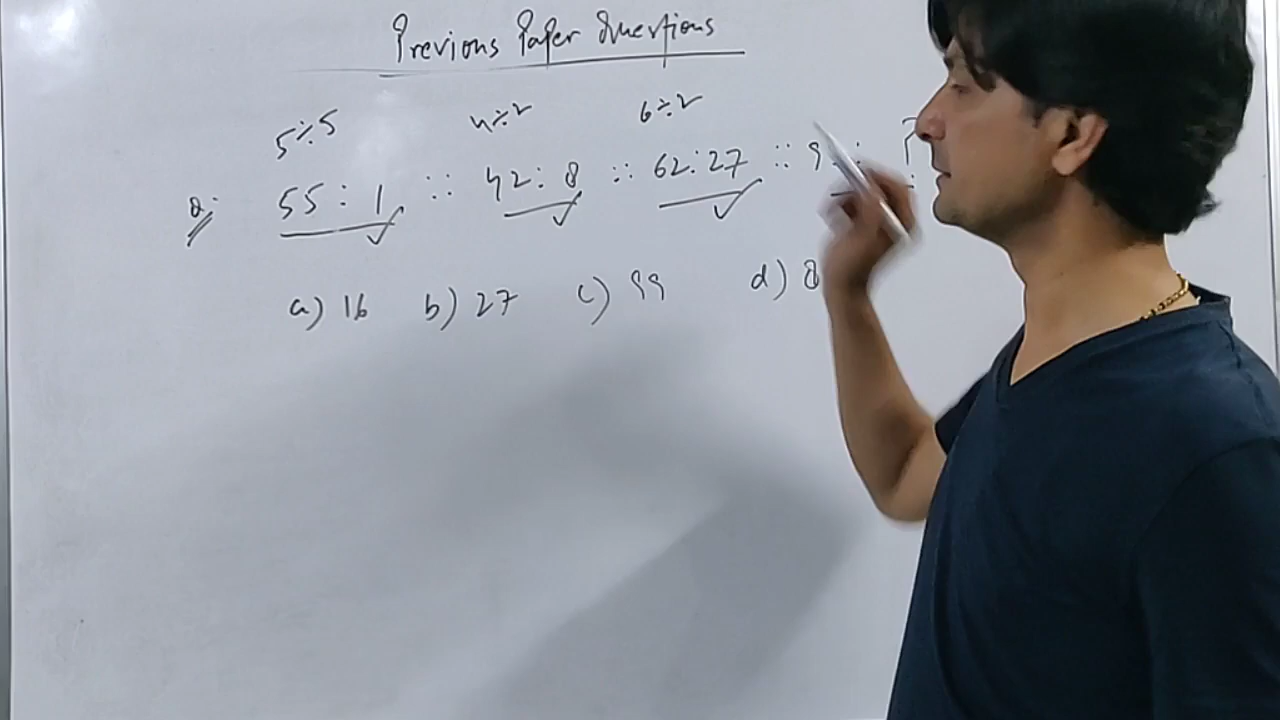 Previous Paper Questions
5÷5 4÷2 6÷2
Q: 55 : 1 :: 42 : 8 :: 62 : 27 :: 9 : ?
a) 16 b) 27 c) 99 d) 8